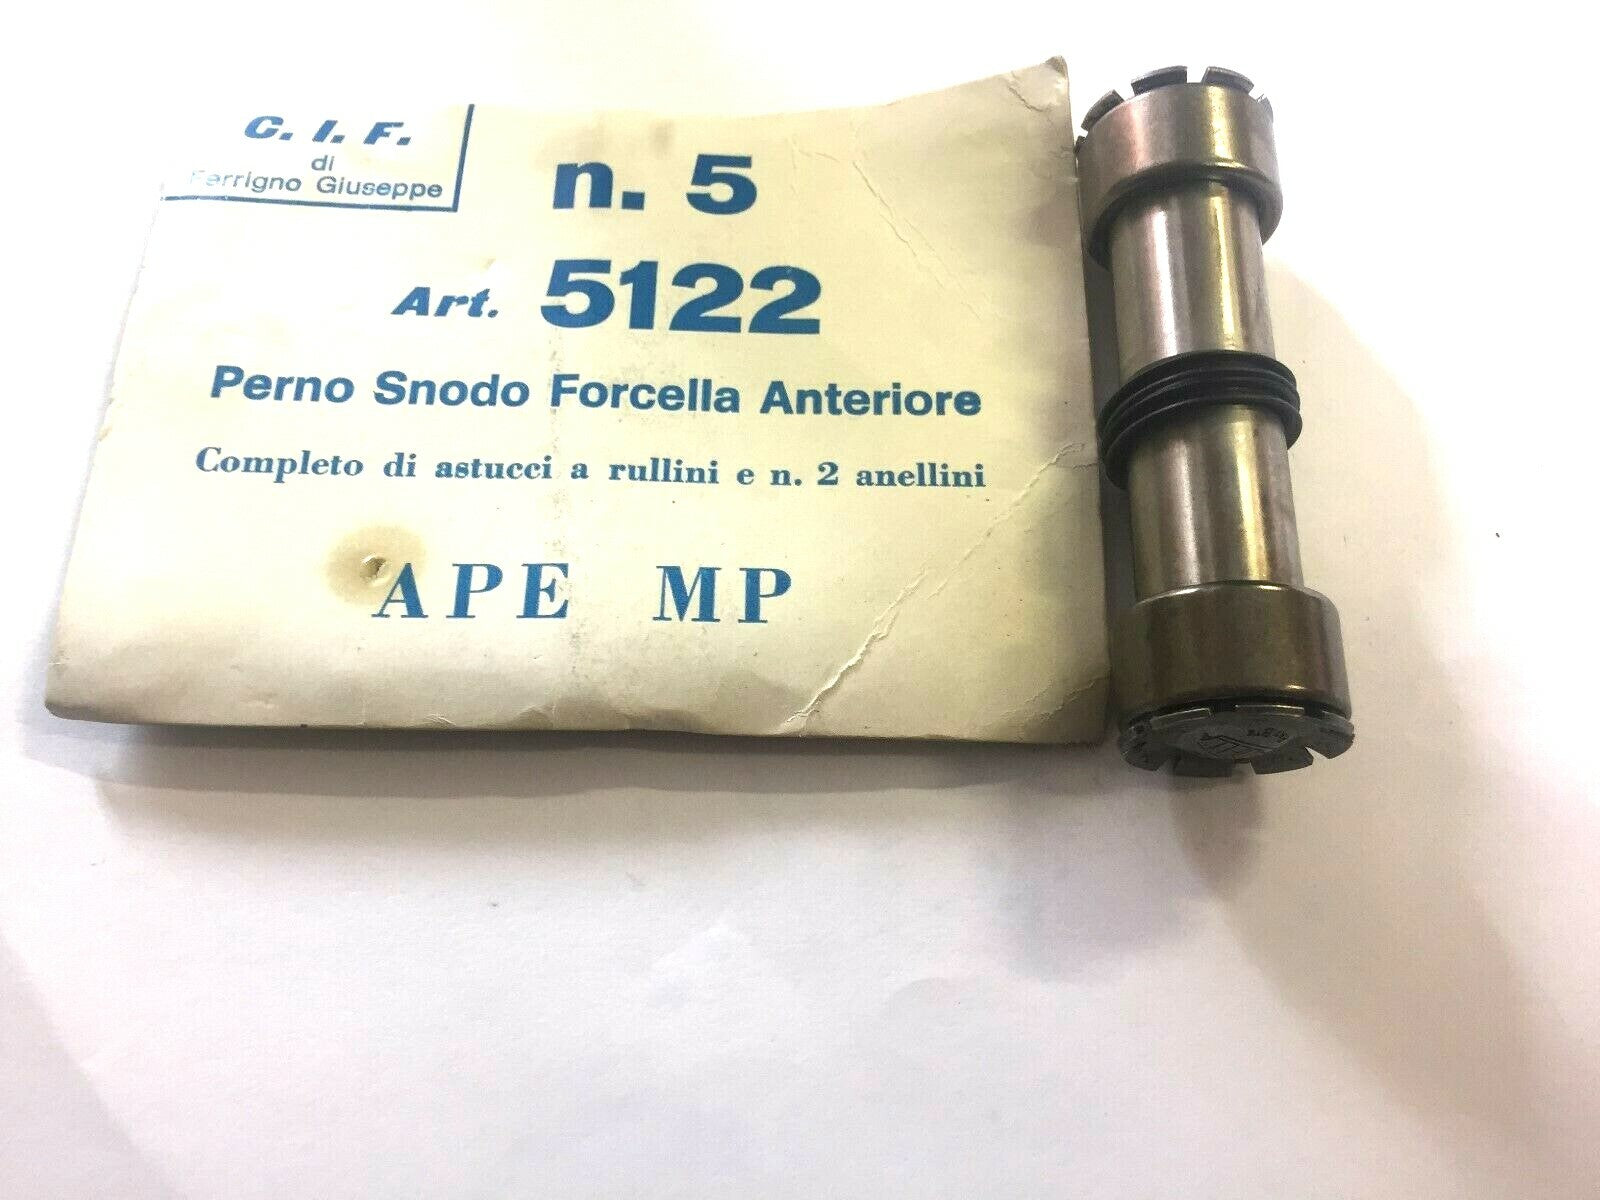 C. I. F.
di
Ferrigno Giuseppe
n. 5
Art. 5122
Perno Snodo Forcella Anteriore
Completo di astucci a rullini e n. 2 anellini
APE MP